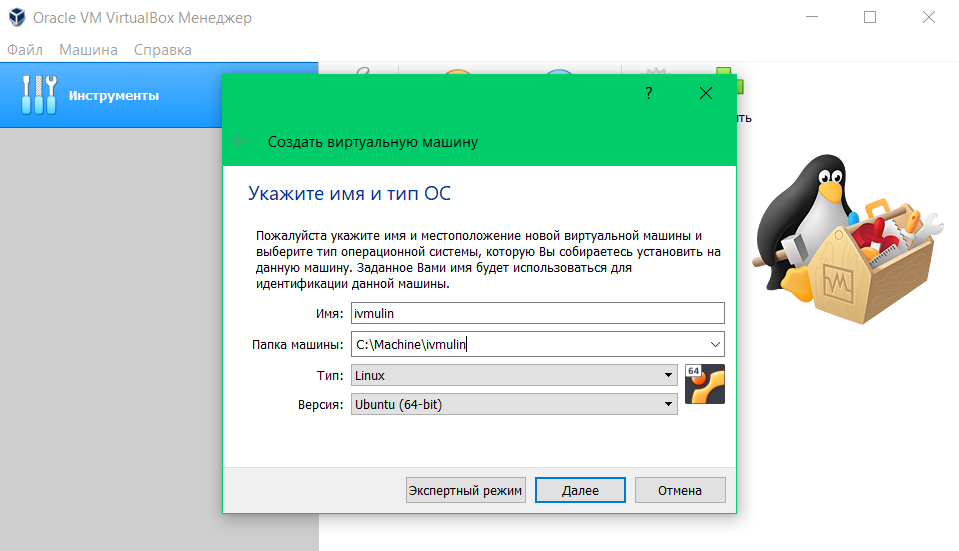 Oracle VM VirtualBox Менеджер
Файл Машина Справка
Инструменты
?
Создать виртуальную машину
Укажите имя и тип ОС
Пожалуйста укажите имя и местоположение новой виртуальной машины и
выберите тип операционной системы, которую Вы собираетесь установить на
данную машину. Заданное Вами имя будет использоваться для
идентификации данной машины.
Имя: ivmulin
Папка машины: C:\Machine\ivmulin
Тип: Linux
64
Версия: Ubuntu (64-bit)
Экспертный режим Далее Отмена